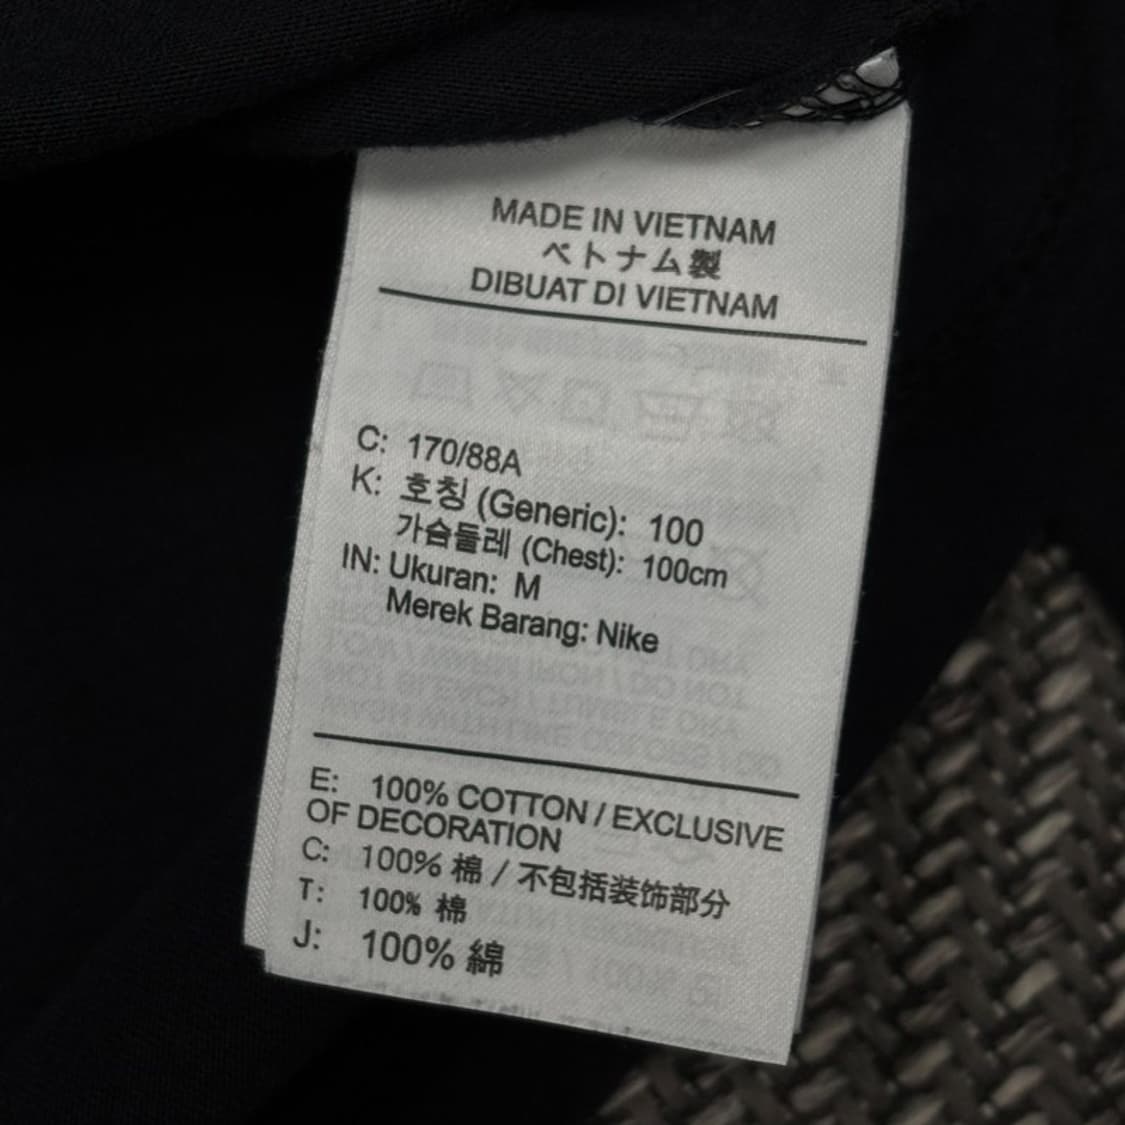 MADE IN VIETNAM
ベトナム製
DIBUAT DI VIETNAM
C: 170/88A
K: 호칭 (Generic): 100
가슴둘레 (Chest): 100cm
IN: Ukuran: M
Merek Barang: Nike
E: 100% COTTON / EXCLUSIVE
OF DECORATION
C: 100% 棉 / 不包括装饰部分
T: 100% 棉
J: 100% 綿